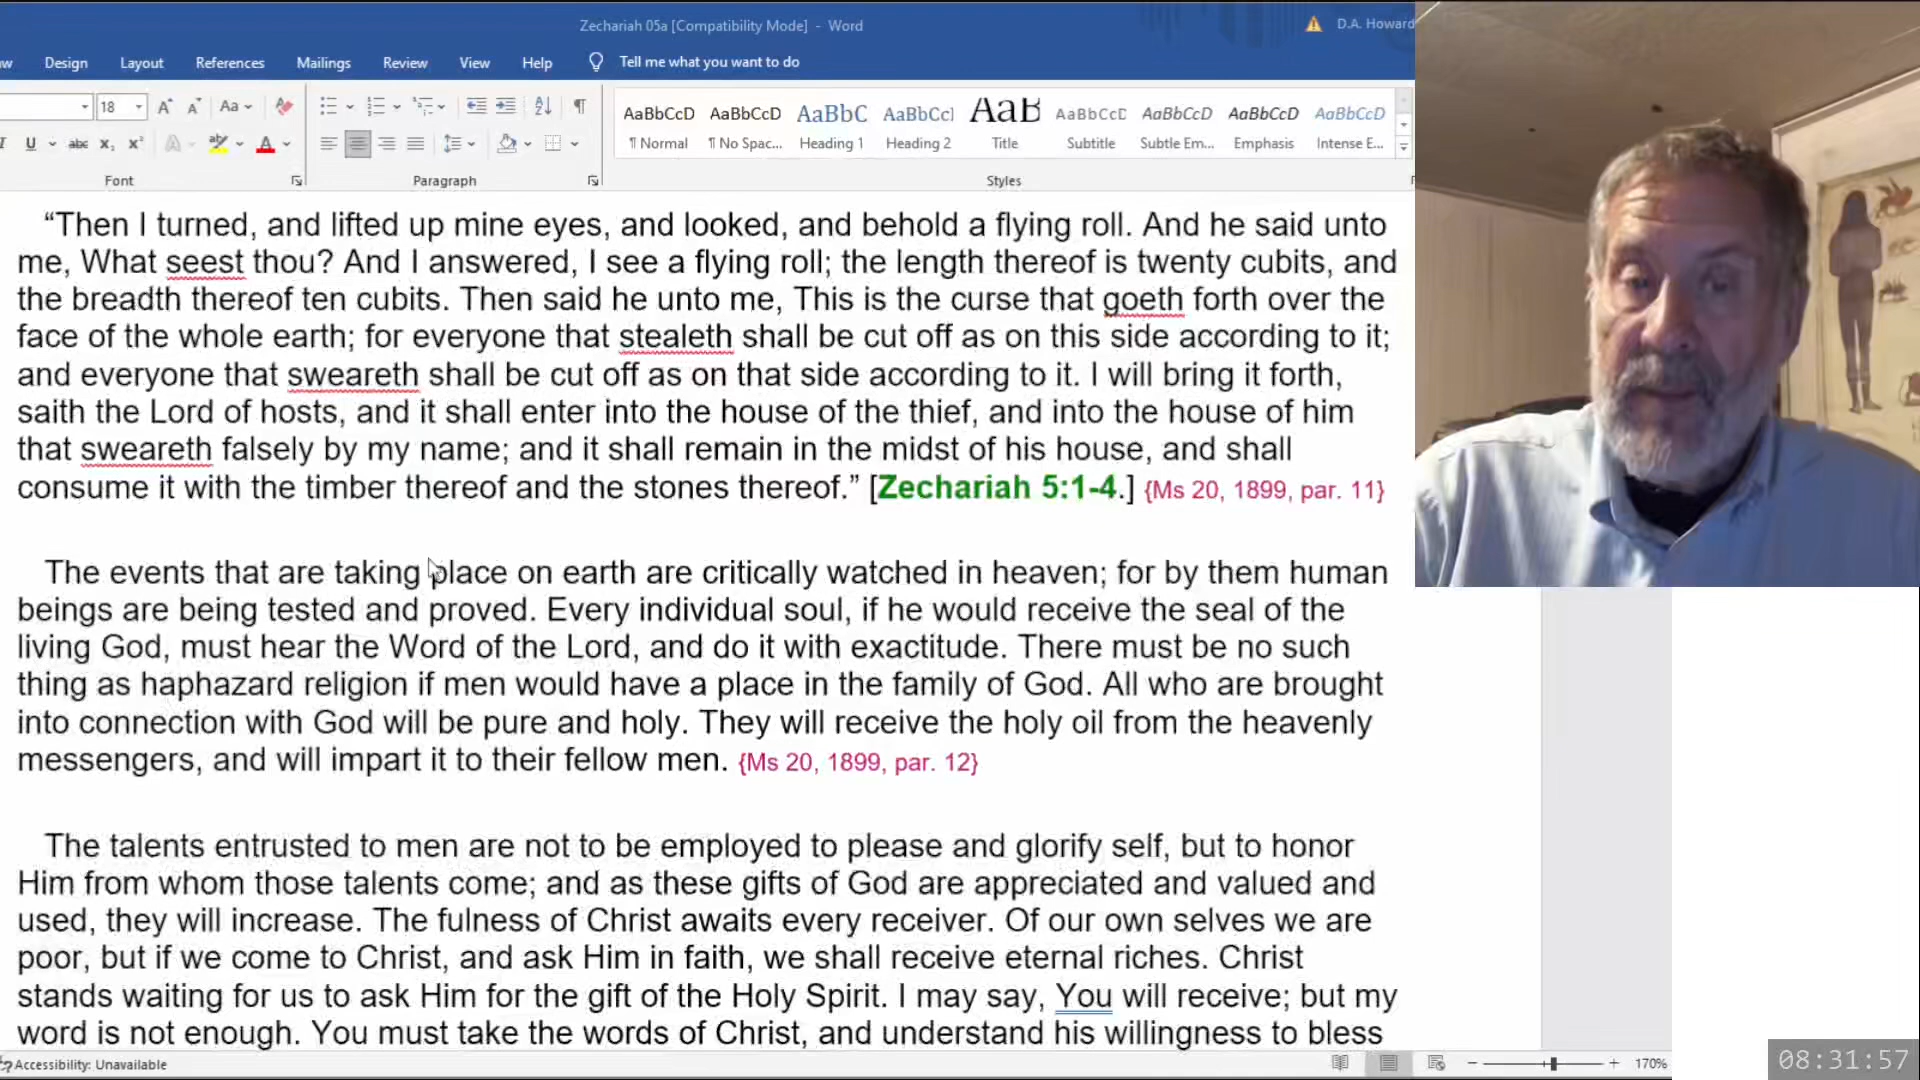 Zechariah 05a [Compatibility Mode] - Word
D.A. Howard
Design Layout References Mailings Review View Help Tell me what you want to do
18
Aa
AaBbCcD AaBbCcD AaBbC AaBbCcl AaB AaBbCcD AaBbCcD AaBbCcD AaBbCcD
¶ Normal ¶ No Spac... Heading 1 Heading 2 Title Subtitle Subtle Em... Emphasis Intense E...
Font Paragraph Styles
“Then I turned, and lifted up mine eyes, and looked, and behold a flying roll. And he said unto
me, What seest thou? And I answered, I see a flying roll; the length thereof is twenty cubits, and
the breadth thereof ten cubits. Then said he unto me, This is the curse that goeth forth over the
face of the whole earth; for everyone that stealeth shall be cut off as on this side according to it;
and everyone that sweareth shall be cut off as on that side according to it. I will bring it forth,
saith the Lord of hosts, and it shall enter into the house of the thief, and into the house of him
that sweareth falsely by my name; and it shall remain in the midst of his house, and shall
consume it with the timber thereof and the stones thereof.” [Zechariah 5:1-4.] {Ms 20, 1899, par. 11}
The events that are taking place on earth are critically watched in heaven; for by them human
beings are being tested and proved. Every individual soul, if he would receive the seal of the
living God, must hear the Word of the Lord, and do it with exactitude. There must be no such
thing as haphazard religion if men would have a place in the family of God. All who are brought
into connection with God will be pure and holy. They will receive the holy oil from the heavenly
messengers, and will impart it to their fellow men. {Ms 20, 1899, par. 12}
The talents entrusted to men are not to be employed to please and glorify self, but to honor
Him from whom those talents come; and as these gifts of God are appreciated and valued and
used, they will increase. The fulness of Christ awaits every receiver. Of our own selves we are
poor, but if we come to Christ, and ask Him in faith, we shall receive eternal riches. Christ
stands waiting for us to ask Him for the gift of the Holy Spirit. I may say, You will receive; but my
word is not enough. You must take the words of Christ, and understand his willingness to bless
Accessibility: Unavailable
170%
08:31:57